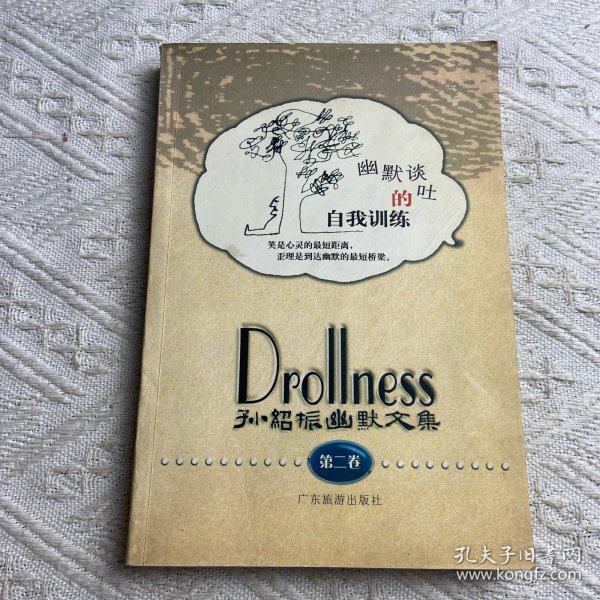 幽默谈吐
的
自我训练
笑是心灵的最短距离，
歪理是到达幽默的最短桥梁。
Drollness
孙紹振幽默文集
第二卷
广东旅游出版社
孔夫子旧书网
www.kongfz.com